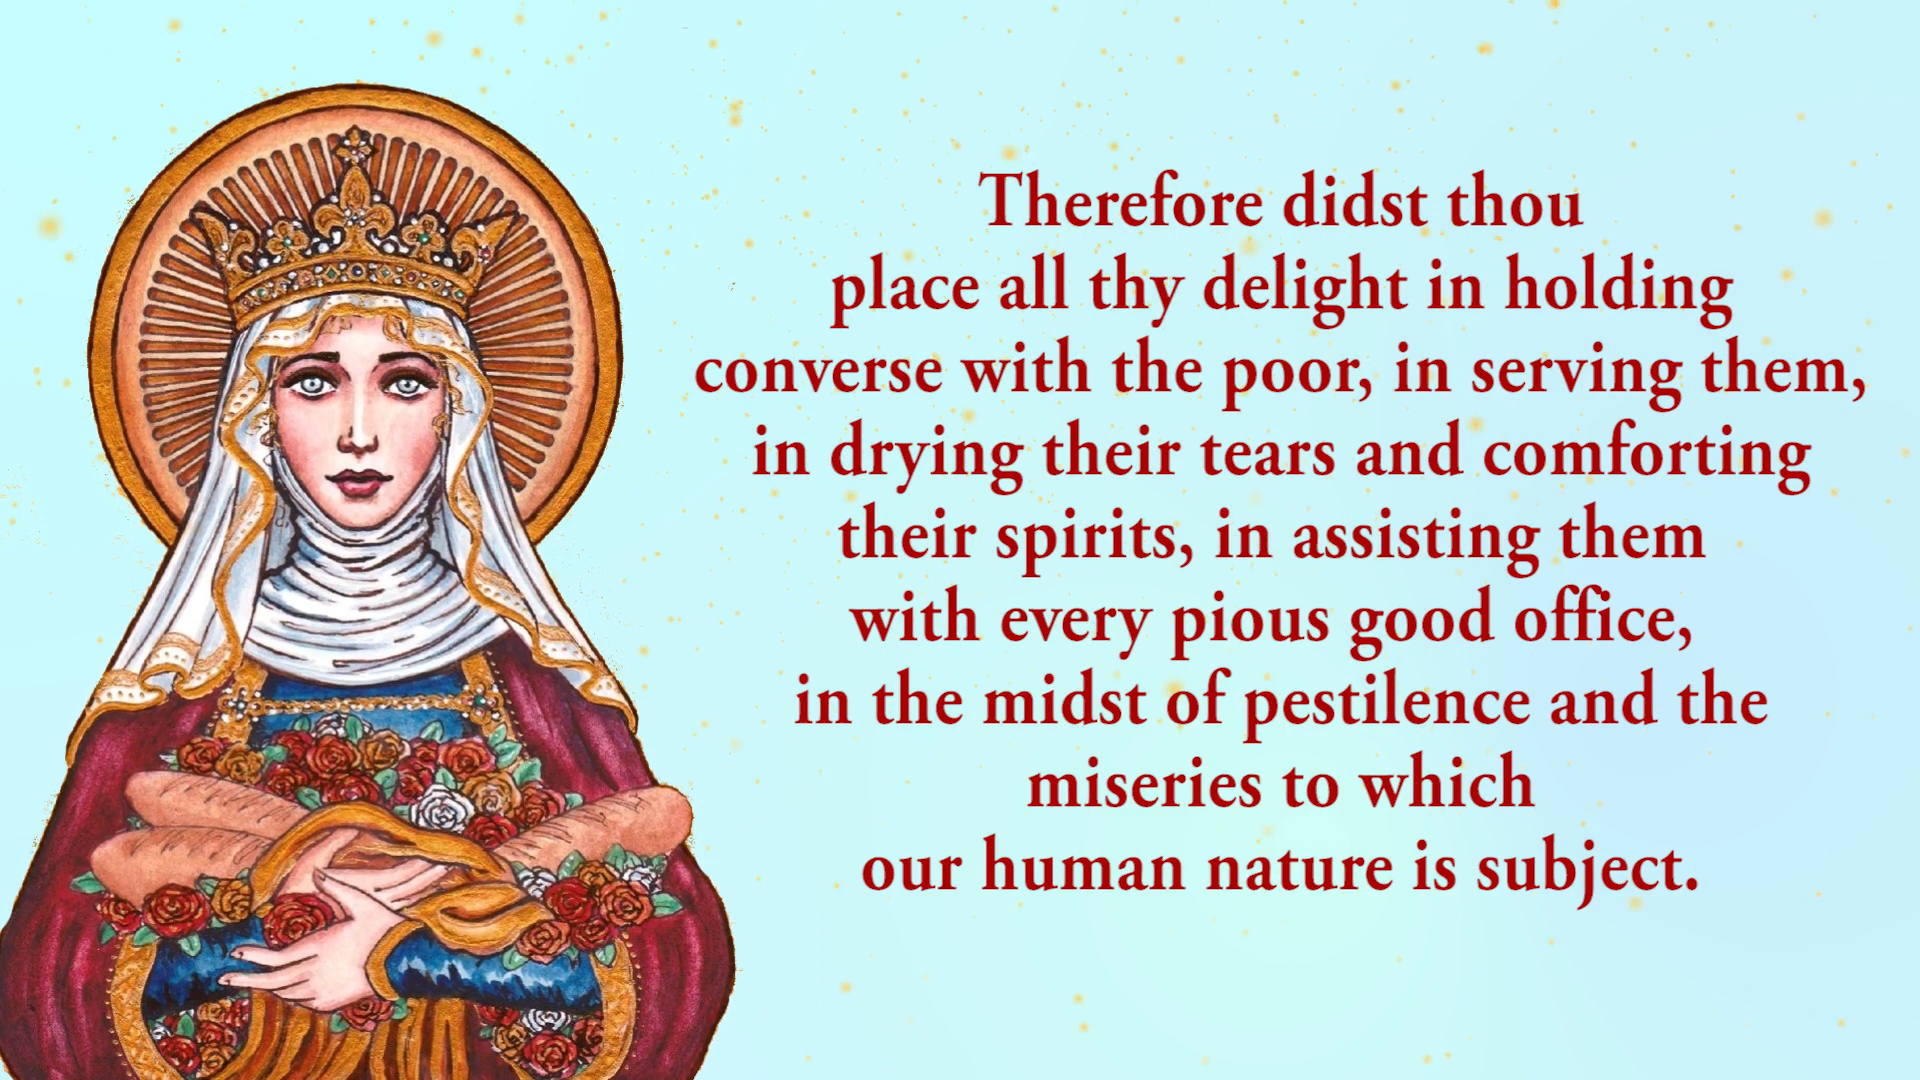 Therefore didst thou
place all thy delight in holding
converse with the poor, in serving them,
in drying their tears and comforting
their spirits, in assisting them
with every pious good office,
in the midst of pestilence and the
miseries to which
our human nature is subject.